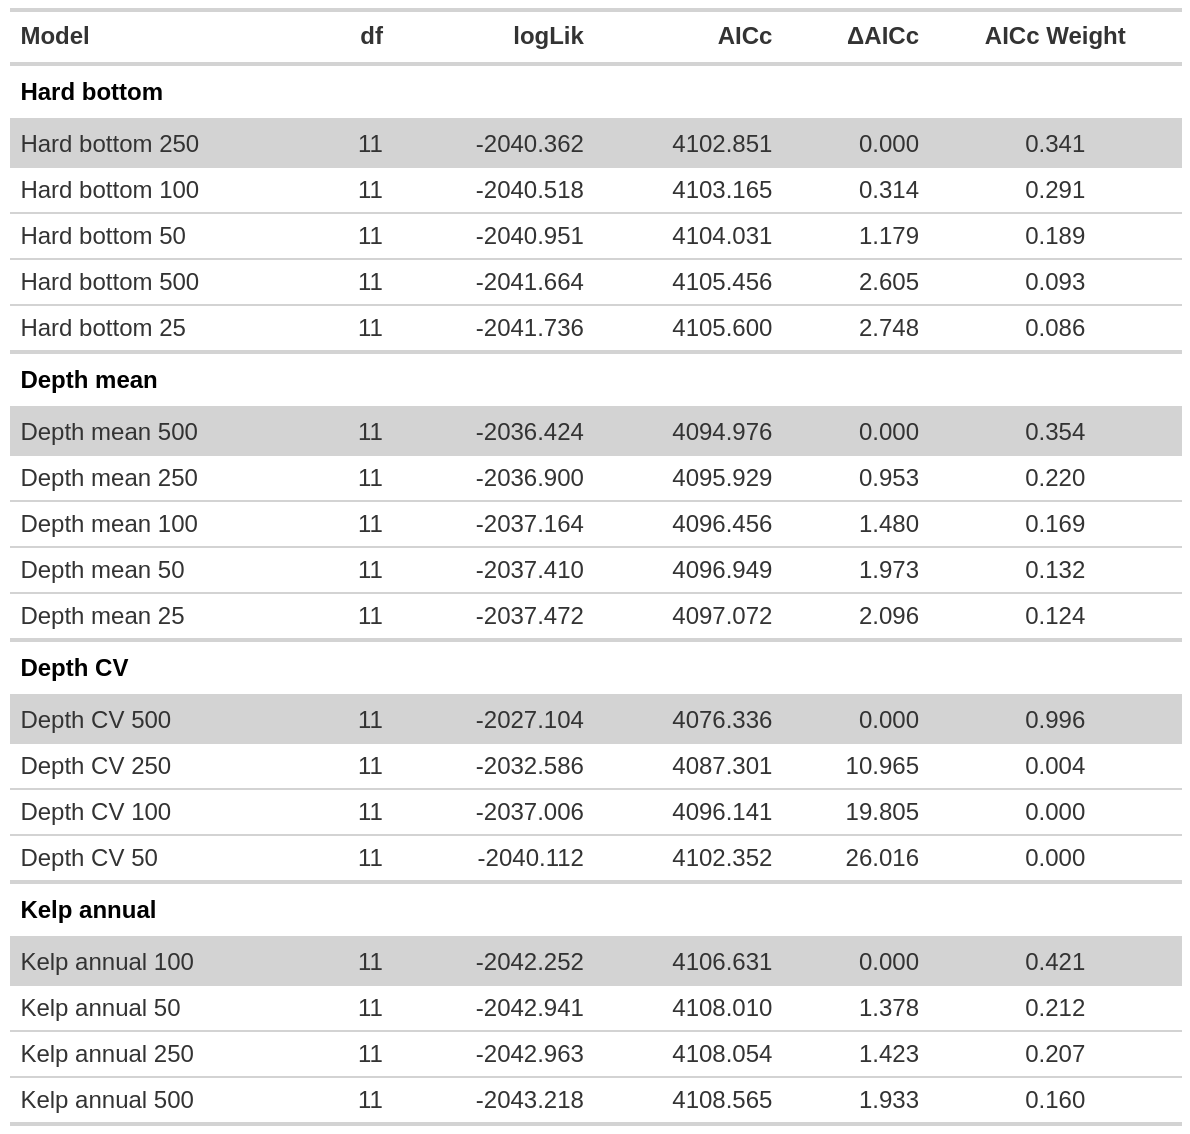 Model df logLik AICc ΔAICc AICc Weight
Hard bottom
Hard bottom 250 11 -2040.362 4102.851 0.000 0.341
Hard bottom 100 11 -2040.518 4103.165 0.314 0.291
Hard bottom 50 11 -2040.951 4104.031 1.179 0.189
Hard bottom 500 11 -2041.664 4105.456 2.605 0.093
Hard bottom 25 11 -2041.736 4105.600 2.748 0.086
Depth mean
Depth mean 500 11 -2036.424 4094.976 0.000 0.354
Depth mean 250 11 -2036.900 4095.929 0.953 0.220
Depth mean 100 11 -2037.164 4096.456 1.480 0.169
Depth mean 50 11 -2037.410 4096.949 1.973 0.132
Depth mean 25 11 -2037.472 4097.072 2.096 0.124
Depth CV
Depth CV 500 11 -2027.104 4076.336 0.000 0.996
Depth CV 250 11 -2032.586 4087.301 10.965 0.004
Depth CV 100 11 -2037.006 4096.141 19.805 0.000
Depth CV 50 11 -2040.112 4102.352 26.016 0.000
Kelp annual
Kelp annual 100 11 -2042.252 4106.631 0.000 0.421
Kelp annual 50 11 -2042.941 4108.010 1.378 0.212
Kelp annual 250 11 -2042.963 4108.054 1.423 0.207
Kelp annual 500 11 -2043.218 4108.565 1.933 0.160